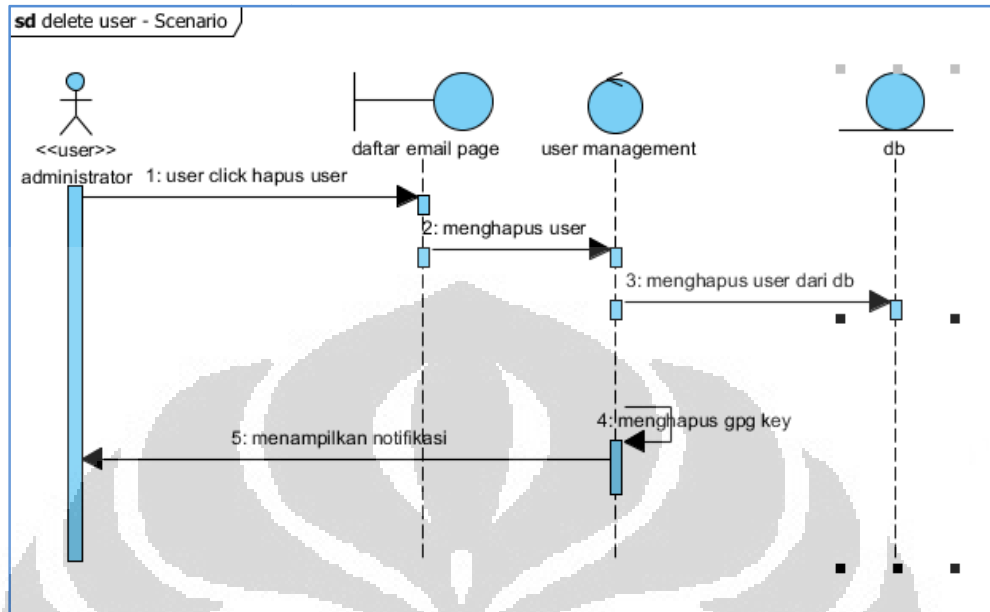 sd delete user - Scenario
<<user>>
administrator
daftar email page
user management
db
1: user click hapus user
2: menghapus user
3: menghapus user dari db
4: menghapus gpg key
5: menampilkan notifikasi